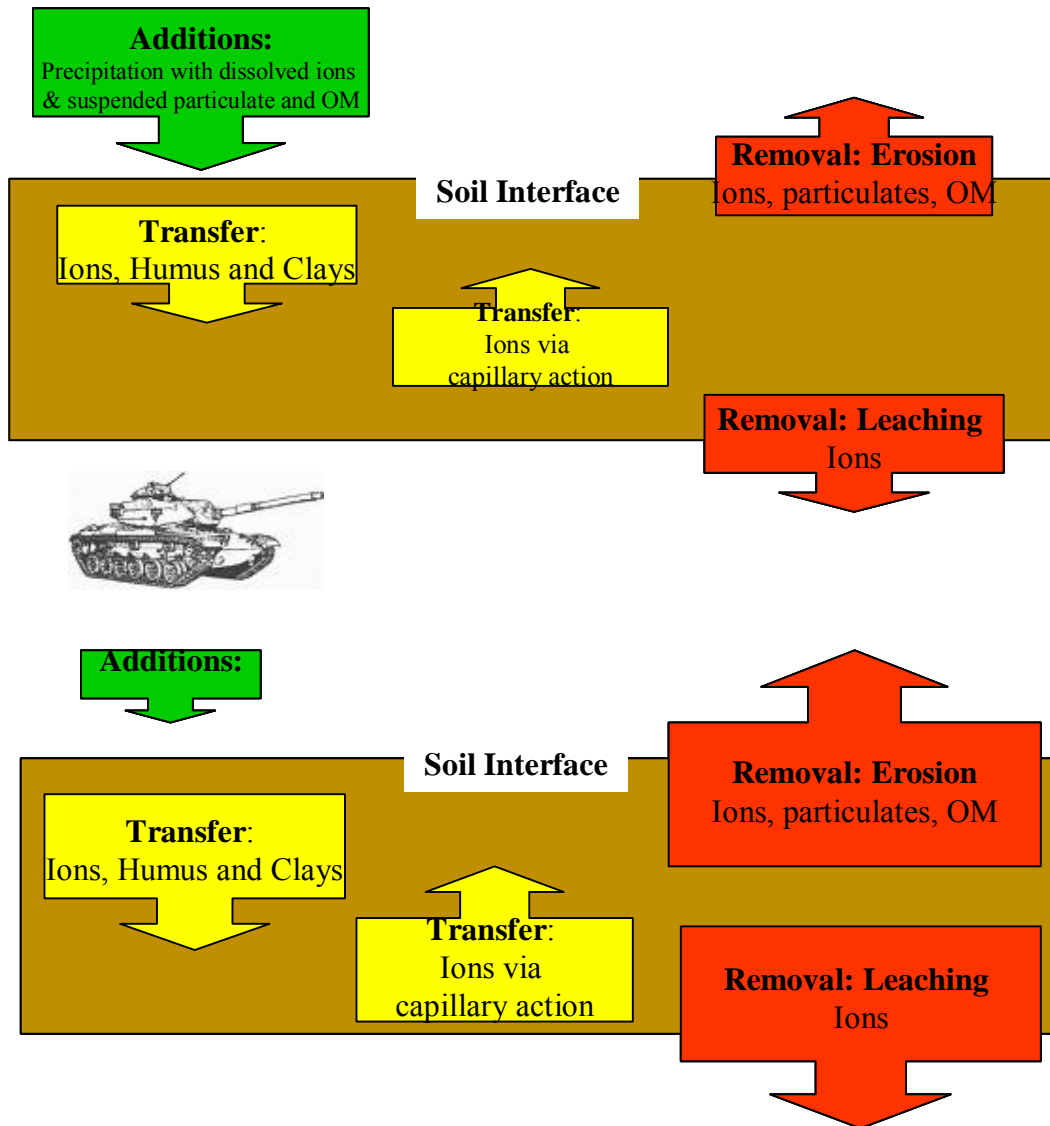 Additions:
Precipitation with dissolved ions
& suspended particulate and OM
Removal: Erosion
Ions, particulates, OM
Soil Interface
Transfer:
Ions, Humus and Clays
Transfer:
Ions via
capillary action
Removal: Leaching
Ions
Additions:
Soil Interface
Removal: Erosion
Ions, particulates, OM
Transfer:
Ions, Humus and Clays
Transfer:
Ions via
capillary action
Removal: Leaching
Ions